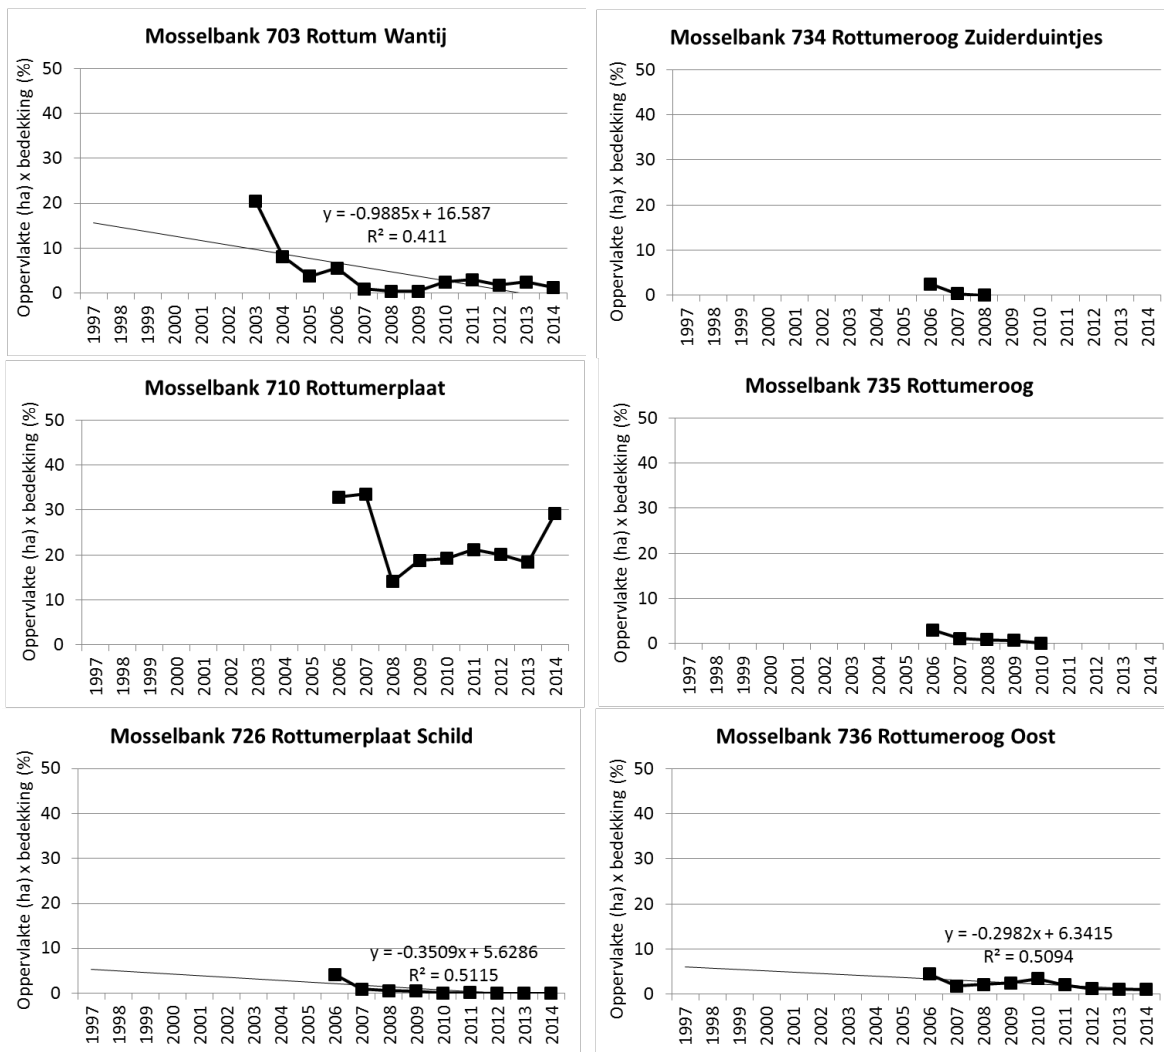 Mosselbank 703 Rottum Wantij
Oppervlakte (ha) x bedekking (%)
50
40
30
20
10
0
y = -0.9885x + 16.587
R² = 0.411
1997 1998 1999 2000 2001 2002 2003 2004 2005 2006 2007 2008 2009 2010 2011 2012 2013 2014
Mosselbank 734 Rottumeroog Zuiderduintjes
Oppervlakte (ha) x bedekking (%)
50
40
30
20
10
0
1997 1998 1999 2000 2001 2002 2003 2004 2005 2006 2007 2008 2009 2010 2011 2012 2013 2014
Mosselbank 710 Rottumerplaat
Oppervlakte (ha) x bedekking (%)
50
40
30
20
10
0
1997 1998 1999 2000 2001 2002 2003 2004 2005 2006 2007 2008 2009 2010 2011 2012 2013 2014
Mosselbank 735 Rottumeroog
Oppervlakte (ha) x bedekking (%)
50
40
30
20
10
0
1997 1998 1999 2000 2001 2002 2003 2004 2005 2006 2007 2008 2009 2010 2011 2012 2013 2014
Mosselbank 726 Rottumerplaat Schild
Oppervlakte (ha) x bedekking (%)
50
40
30
20
10
0
y = -0.3509x + 5.6286
R² = 0.5115
1997 1998 1999 2000 2001 2002 2003 2004 2005 2006 2007 2008 2009 2010 2011 2012 2013 2014
Mosselbank 736 Rottumeroog Oost
Oppervlakte (ha) x bedekking (%)
50
40
30
20
10
0
y = -0.2982x + 6.3415
R² = 0.5094
1997 1998 1999 2000 2001 2002 2003 2004 2005 2006 2007 2008 2009 2010 2011 2012 2013 2014